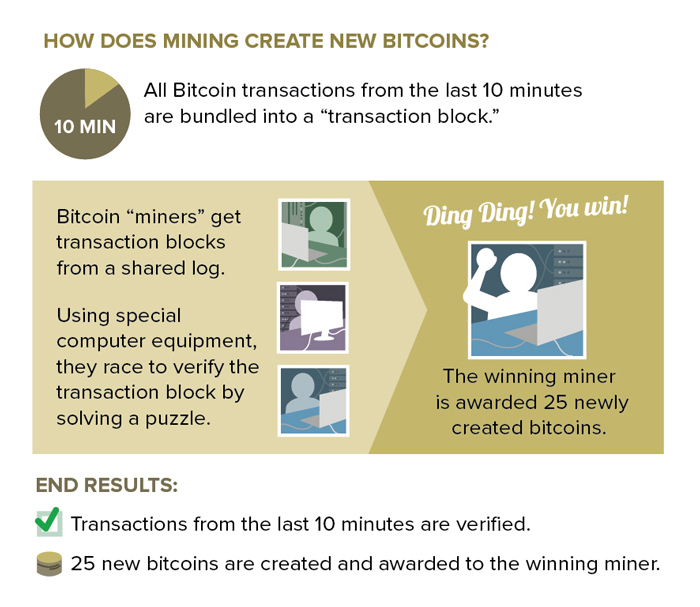 HOW DOES MINING CREATE NEW BITCOINS?
10 MIN
All Bitcoin transactions from the last 10 minutes
are bundled into a “transaction block.”
Bitcoin “miners” get
transaction blocks
from a shared log.
Using special
computer equipment,
they race to verify the
transaction block by
solving a puzzle.
Ding Ding! You win!
The winning miner
is awarded 25 newly
created bitcoins.
END RESULTS:
Transactions from the last 10 minutes are verified.
25 new bitcoins are created and awarded to the winning miner.